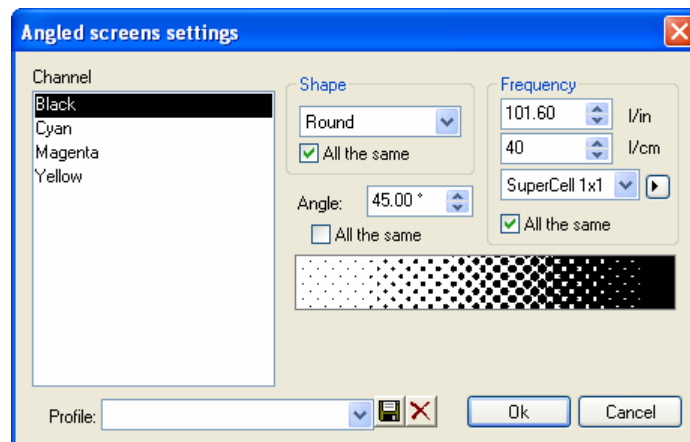 Angled screens settings
Channel
Black
Cyan
Magenta
Yellow
Shape
Round
All the same
Angle: 45.00 °
All the same
Frequency
101.60 l/in
40 l/cm
SuperCell 1x1
All the same
Profile:
Ok
Cancel